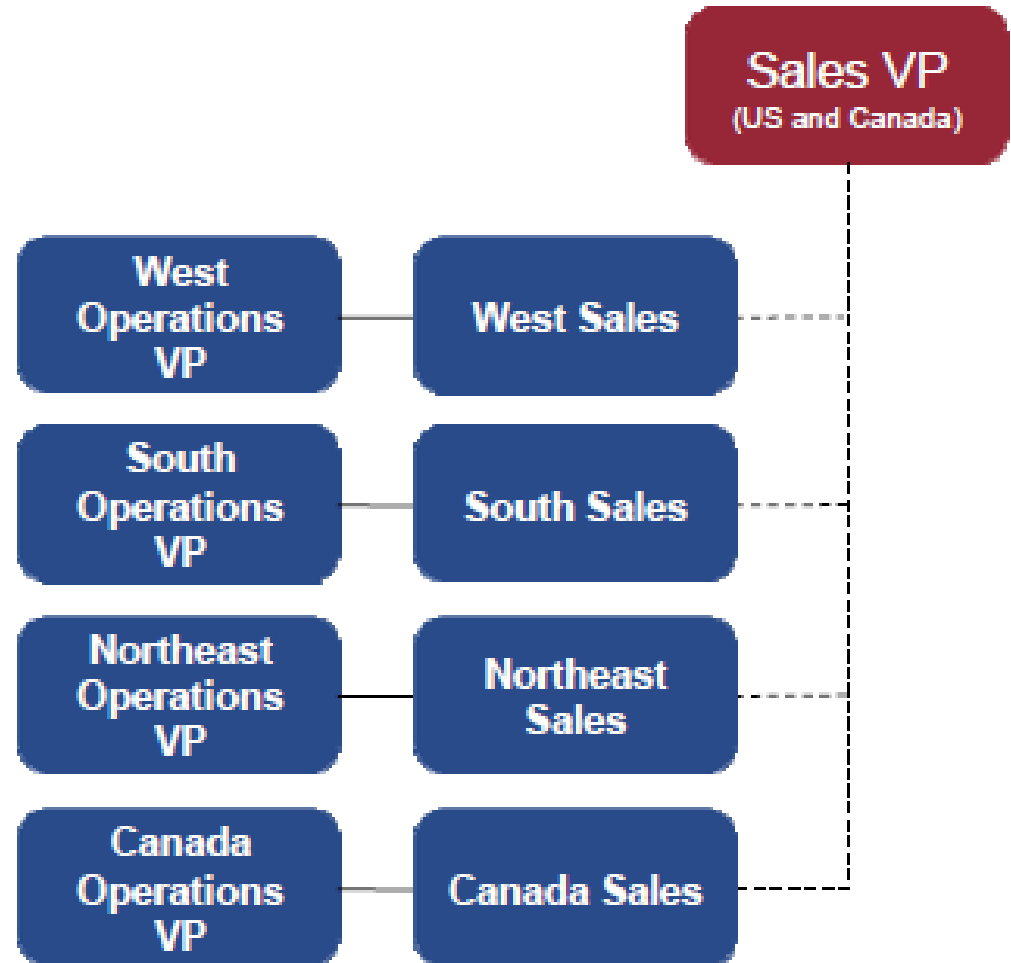 Sales VP
(US and Canada)
West
Operations
VP
West Sales
South
Operations
VP
South Sales
Northeast
Operations
VP
Northeast
Sales
Canada
Operations
VP
Canada Sales